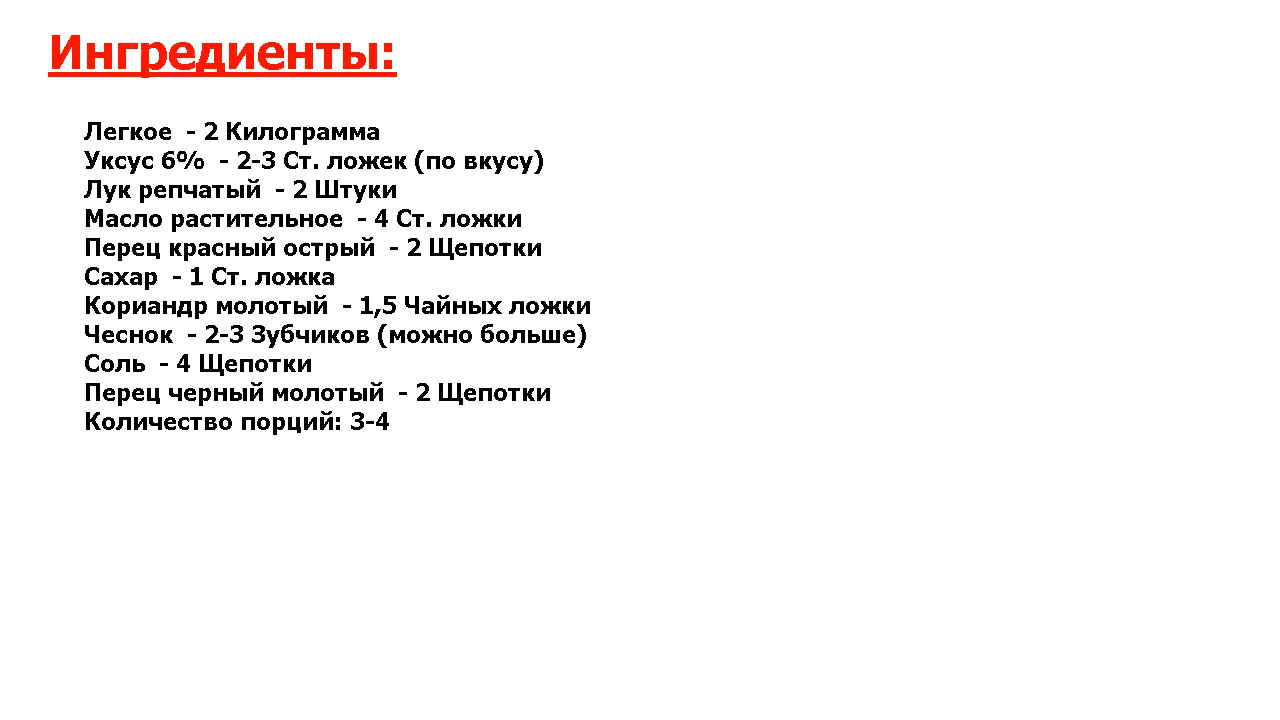 Ингредиенты:
Легкое - 2 Килограмма
Уксус 6% - 2-3 Ст. ложек (по вкусу)
Лук репчатый - 2 Штуки
Масло растительное - 4 Ст. ложки
Перец красный острый - 2 Щепотки
Сахар - 1 Ст. ложка
Кориандр молотый - 1,5 Чайных ложки
Чеснок - 2-3 Зубчиков (можно больше)
Соль - 4 Щепотки
Перец черный молотый - 2 Щепотки
Количество порций: 3-4